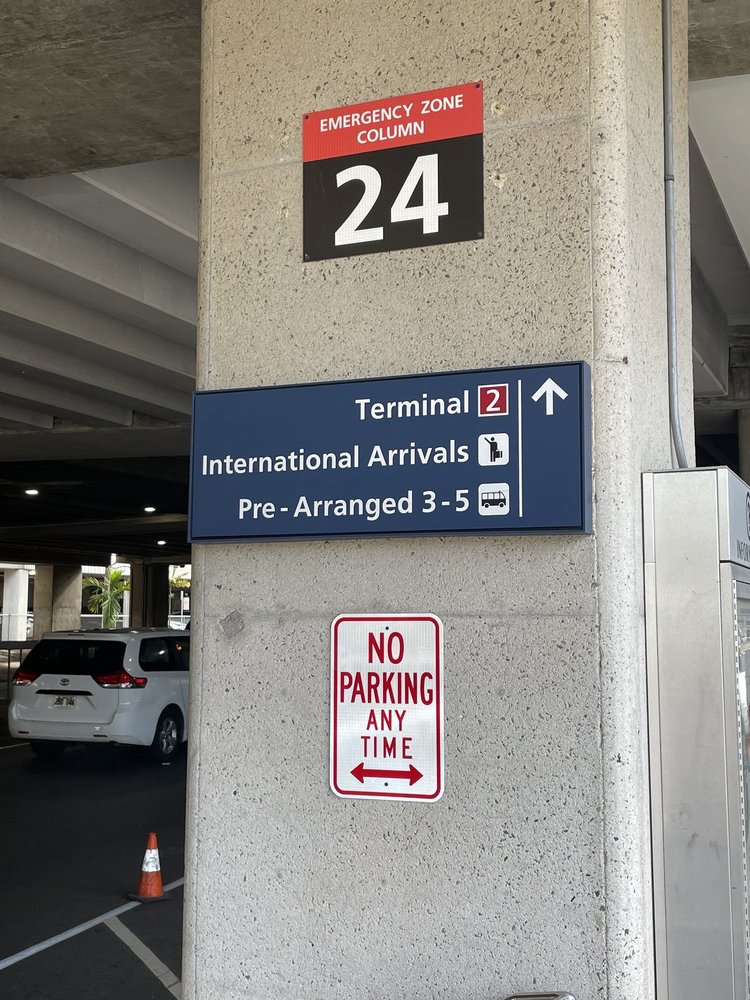 EMERGENCY ZONE
COLUMN
24
Terminal 2
International Arrivals
Pre-Arranged 3-5
NO
PARKING
ANY
TIME